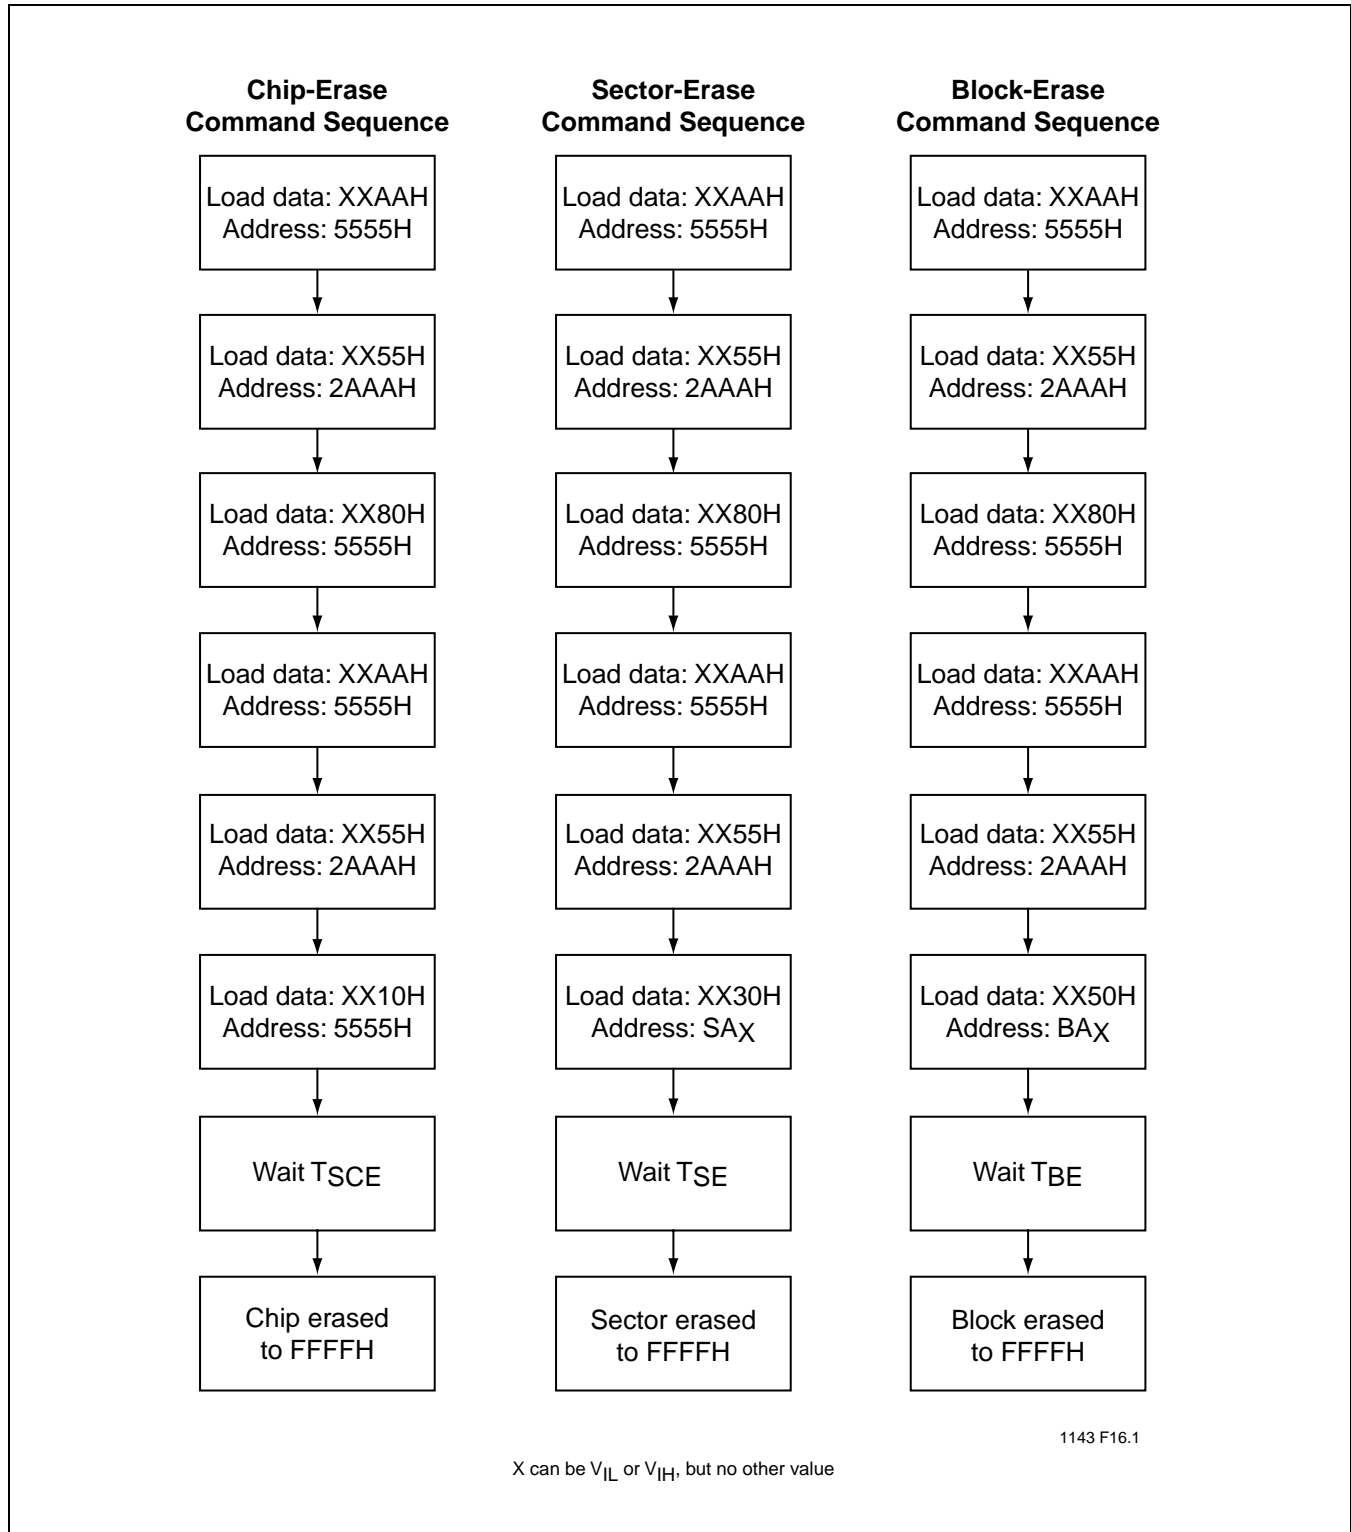 Chip-Erase
Command Sequence
Load data: XXAAH
Address: 5555H
Load data: XX55H
Address: 2AAAH
Load data: XX80H
Address: 5555H
Load data: XXAAH
Address: 5555H
Load data: XX55H
Address: 2AAAH
Load data: XX10H
Address: 5555H
Wait TSCE
Chip erased
to FFFFH
Sector-Erase
Command Sequence
Load data: XXAAH
Address: 5555H
Load data: XX55H
Address: 2AAAH
Load data: XX80H
Address: 5555H
Load data: XXAAH
Address: 5555H
Load data: XX55H
Address: 2AAAH
Load data: XX30H
Address: SAX
Wait TSE
Sector erased
to FFFFH
Block-Erase
Command Sequence
Load data: XXAAH
Address: 5555H
Load data: XX55H
Address: 2AAAH
Load data: XX80H
Address: 5555H
Load data: XXAAH
Address: 5555H
Load data: XX55H
Address: 2AAAH
Load data: XX50H
Address: BAX
Wait TBE
Block erased
to FFFFH
1143 F16.1
X can be VIL or VIH, but no other value